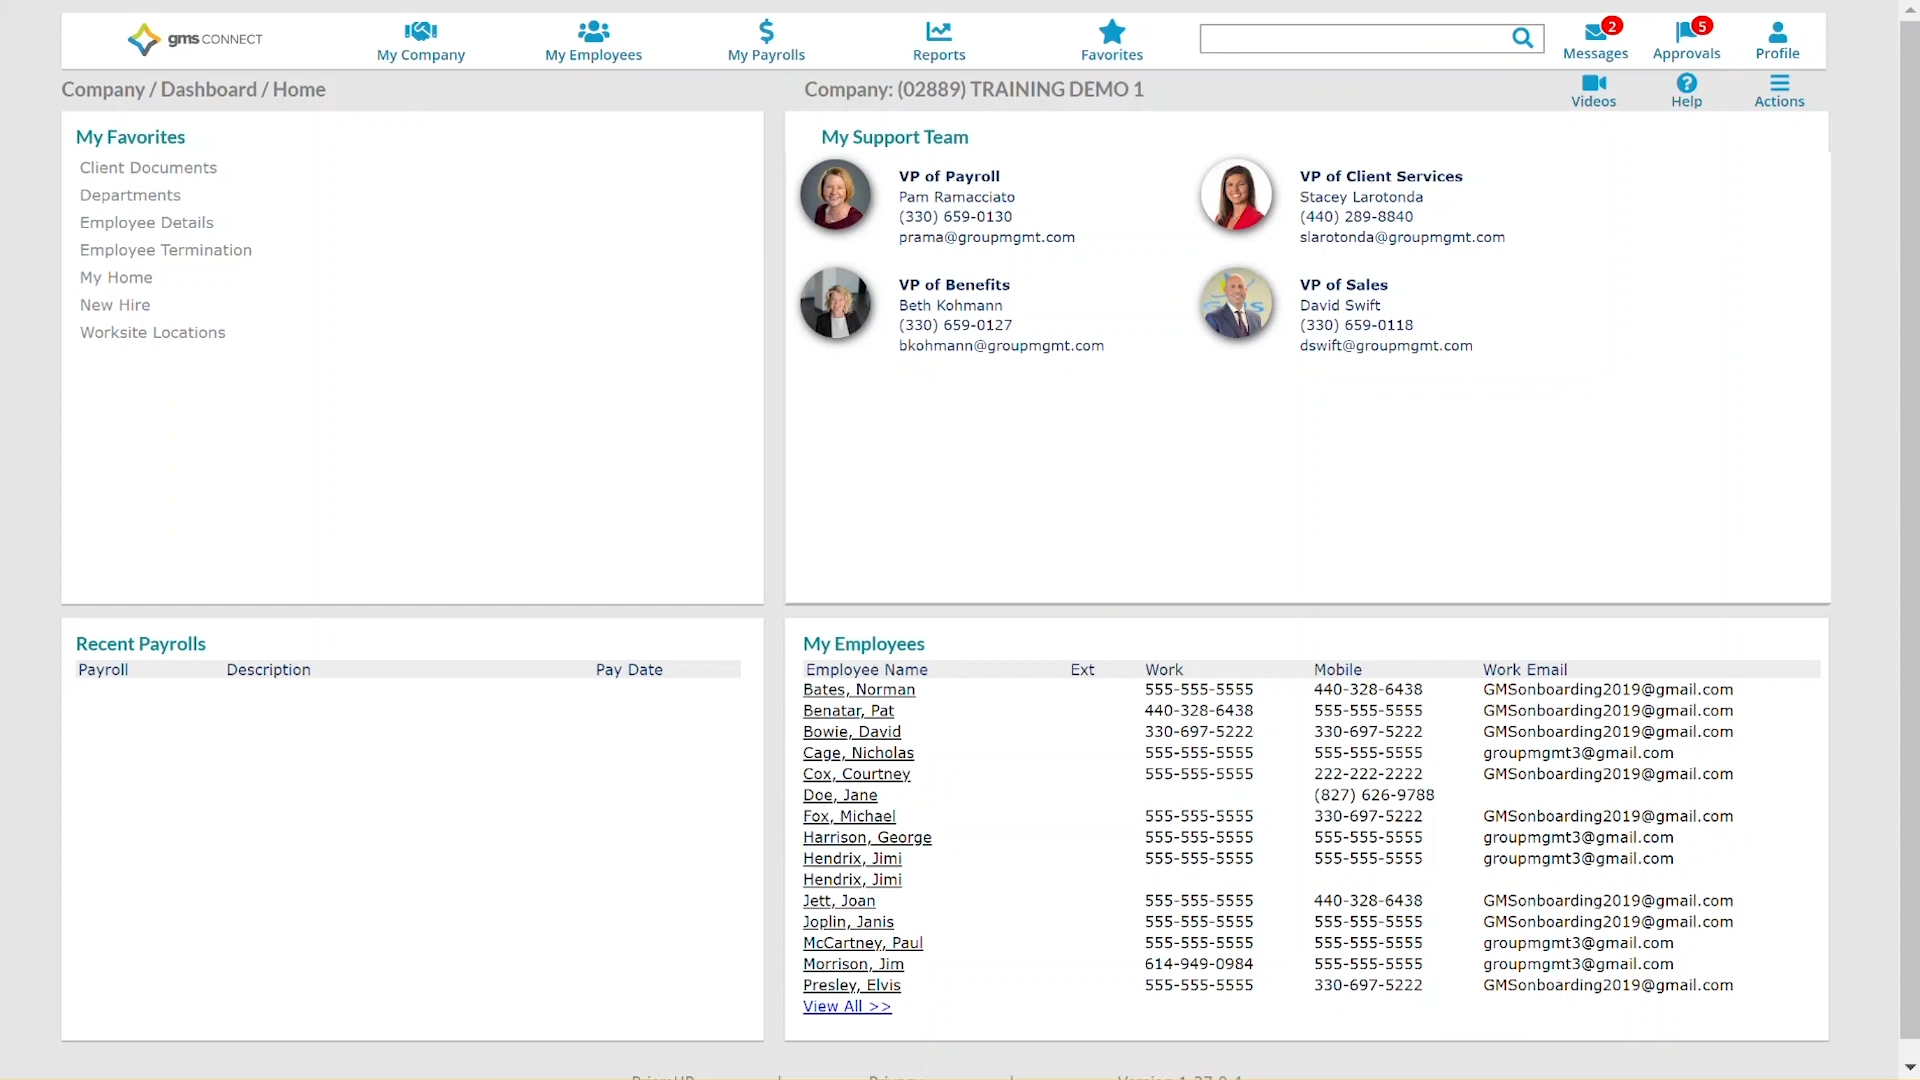 gms CONNECT
My Company
My Employees
My Payrolls
Reports
Favorites
2
Messages
5
Approvals
Profile
Company / Dashboard / Home
Company: (02889) TRAINING DEMO 1
Videos
Help
Actions
My Favorites
Client Documents
Departments
Employee Details
Employee Termination
My Home
New Hire
Worksite Locations
My Support Team
VP of Payroll
Pam Ramacciato
(330) 659-0130
prama@groupmgmt.com
VP of Client Services
Stacey Larotonda
(440) 289-8840
slarotonda@groupmgmt.com
VP of Benefits
Beth Kohmann
(330) 659-0127
bkohmann@groupmgmt.com
VP of Sales
David Swift
(330) 659-0118
dswift@groupmgmt.com
Recent Payrolls
Payroll Description Pay Date
My Employees
Employee Name Ext Work Mobile Work Email
Bates, Norman 555-555-5555 440-328-6438 GMSonboarding2019@gmail.com
Benatar, Pat 440-328-6438 555-555-5555 GMSonboarding2019@gmail.com
Bowie, David 330-697-5222 330-697-5222 GMSonboarding2019@gmail.com
Cage, Nicholas 555-555-5555 555-555-5555 groupmgmt3@gmail.com
Cox, Courtney 555-555-5555 222-222-2222 GMSonboarding2019@gmail.com
Doe, Jane (827) 626-9788
Fox, Michael 555-555-5555 330-697-5222 GMSonboarding2019@gmail.com
Harrison, George 555-555-5555 555-555-5555 groupmgmt3@gmail.com
Hendrix, Jimi 555-555-5555 555-555-5555 groupmgmt3@gmail.com
Hendrix, Jimi
Jett, Joan 555-555-5555 440-328-6438 GMSonboarding2019@gmail.com
Joplin, Janis 555-555-5555 555-555-5555 GMSonboarding2019@gmail.com
McCartney, Paul 555-555-5555 555-555-5555 groupmgmt3@gmail.com
Morrison, Jim 614-949-0984 555-555-5555 groupmgmt3@gmail.com
Presley, Elvis 555-555-5555 330-697-5222 GMSonboarding2019@gmail.com
View All >>